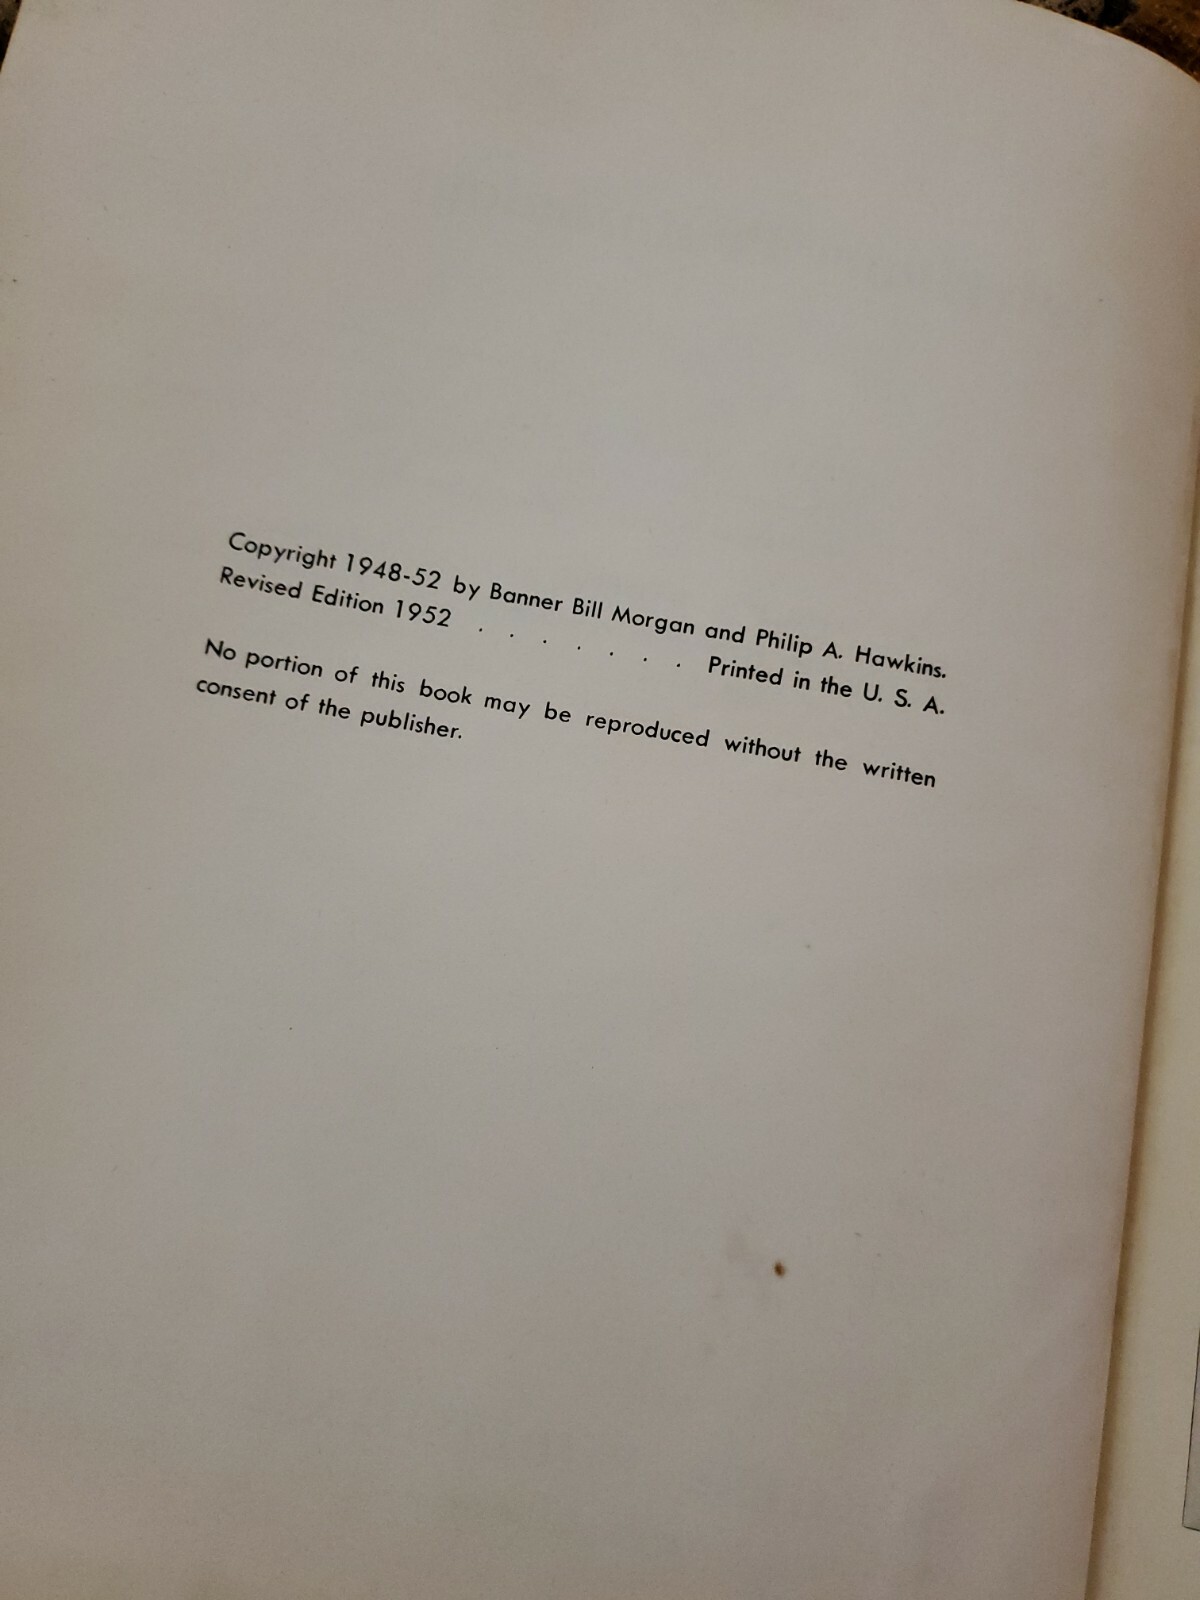 Copyright 1948-52 by Banner Bill Morgan and Philip A. Hawkins.
Revised Edition 1952 . . . . . . . Printed in the U. S. A.
No portion of this book may be reproduced without the written
consent of the publisher.